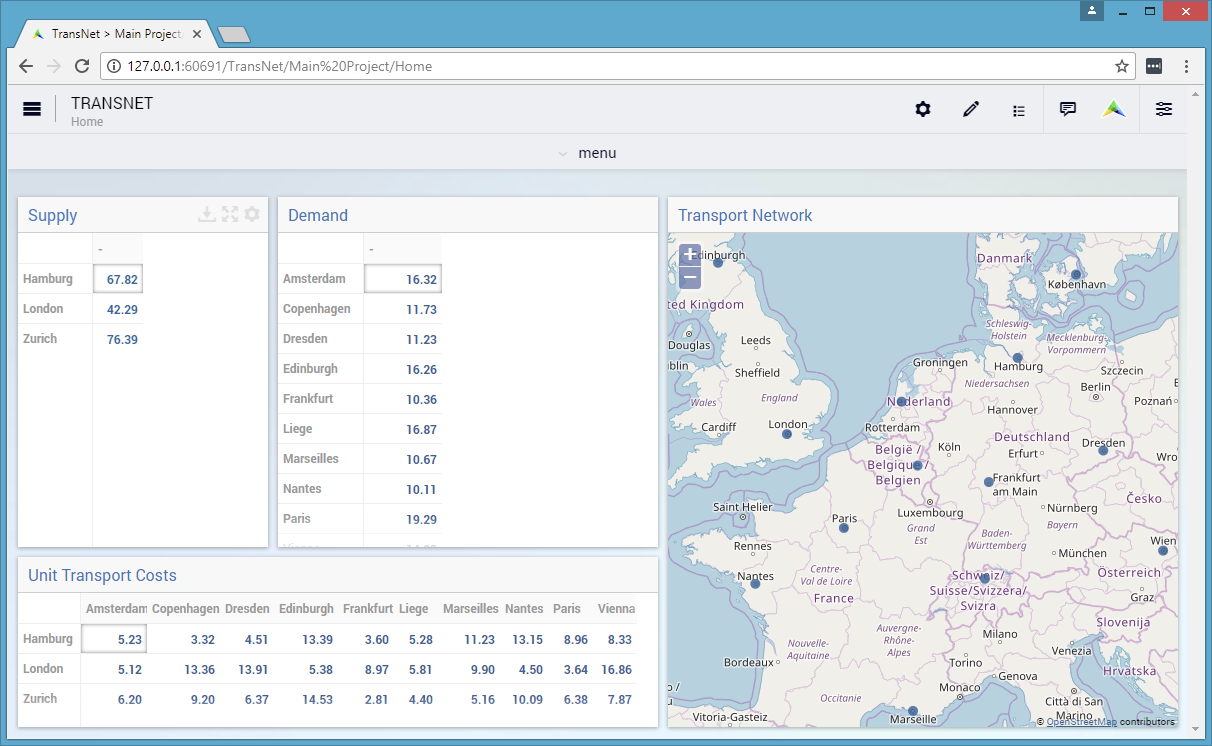 TransNet > Main Project
127.0.0.1:60691/TransNet/Main%20Project/Home
TRANSNET
Home
menu
Supply
-
Hamburg 67.82
London 42.29
Zurich 76.39
Demand
-
Amsterdam 16.32
Copenhagen 11.73
Dresden 11.23
Edinburgh 16.26
Frankfurt 10.36
Liege 16.87
Marseilles 10.67
Nantes 10.11
Paris 19.29
Transport Network
+
−
Edinburgh
Danmark
København
ted Kingdom
Schleswig-
Holstein
Mecklenburg-
Vorpommern
Douglas
Leeds
blin
Sheffield
Groningen
Hamburg
Szczecin
Niedersachsen
Berlin
Wales
England
Nederland
Hannover
Poznań
Cardiff
London
Rotterdam
Deutschland
Dresden
België /
Belgique /
Belgien
Köln
Erfurt
Wro
Frankfurt
am Main
Česko
Saint Helier
Luxembourg
Nürnberg
Paris
Grand
Est
Bayern
Rennes
Baden-
Württemberg
Wien
München
Centre-
Val de Loire
Nantes
Schweiz/
Suisse/Svizzera/
Svizra
Österreich
France
Graz
Auvergne-
Rhône-
Alpes
Slovenija
Nouvelle-
Aquitaine
Milano
Venezia
Bordeaux
Torino
Hrvatska
Genova
Monaco
Occitanie
o /
u
Città di San
Marino
Vitoria-Gasteiz
Marseille
© OpenStreetMap contributors
Unit Transport Costs
Amsterdam Copenhagen Dresden Edinburgh Frankfurt Liege Marseilles Nantes Paris Vienna
Hamburg 5.23 3.32 4.51 13.39 3.60 5.28 11.23 13.15 8.96 8.33
London 5.12 13.36 13.91 5.38 8.97 5.81 9.90 4.50 3.64 16.86
Zurich 6.20 9.20 6.37 14.53 2.81 4.40 5.16 10.09 6.38 7.87